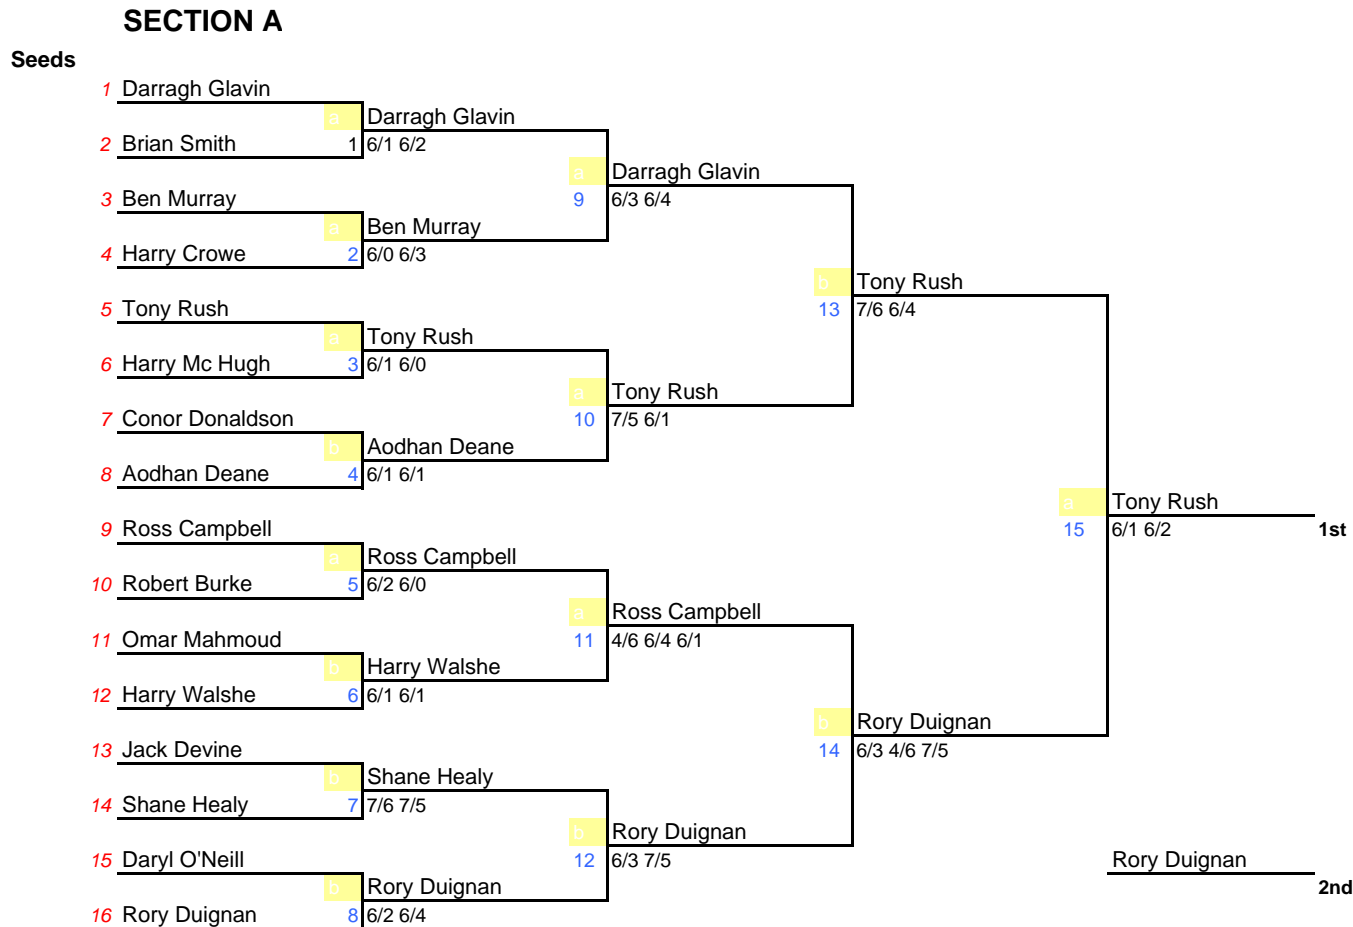 SECTION A
Seeds
1 Darragh Glavin
a Darragh Glavin
2 Brian Smith 1 6/1 6/2
a Darragh Glavin
3 Ben Murray 9 6/3 6/4
a Ben Murray
4 Harry Crowe 2 6/0 6/3
b Tony Rush
5 Tony Rush 13 7/6 6/4
a Tony Rush
6 Harry Mc Hugh 3 6/1 6/0
a Tony Rush
7 Conor Donaldson 10 7/5 6/1
b Aodhan Deane
8 Aodhan Deane 4 6/1 6/1
a Tony Rush
9 Ross Campbell 15 6/1 6/2 1st
a Ross Campbell
10 Robert Burke 5 6/2 6/0
a Ross Campbell
11 Omar Mahmoud 11 4/6 6/4 6/1
b Harry Walshe
12 Harry Walshe 6 6/1 6/1
b Rory Duignan
13 Jack Devine 14 6/3 4/6 7/5
b Shane Healy
14 Shane Healy 7 7/6 7/5
b Rory Duignan
15 Daryl O'Neill 12 6/3 7/5 Rory Duignan
b Rory Duignan 2nd
16 Rory Duignan 8 6/2 6/4